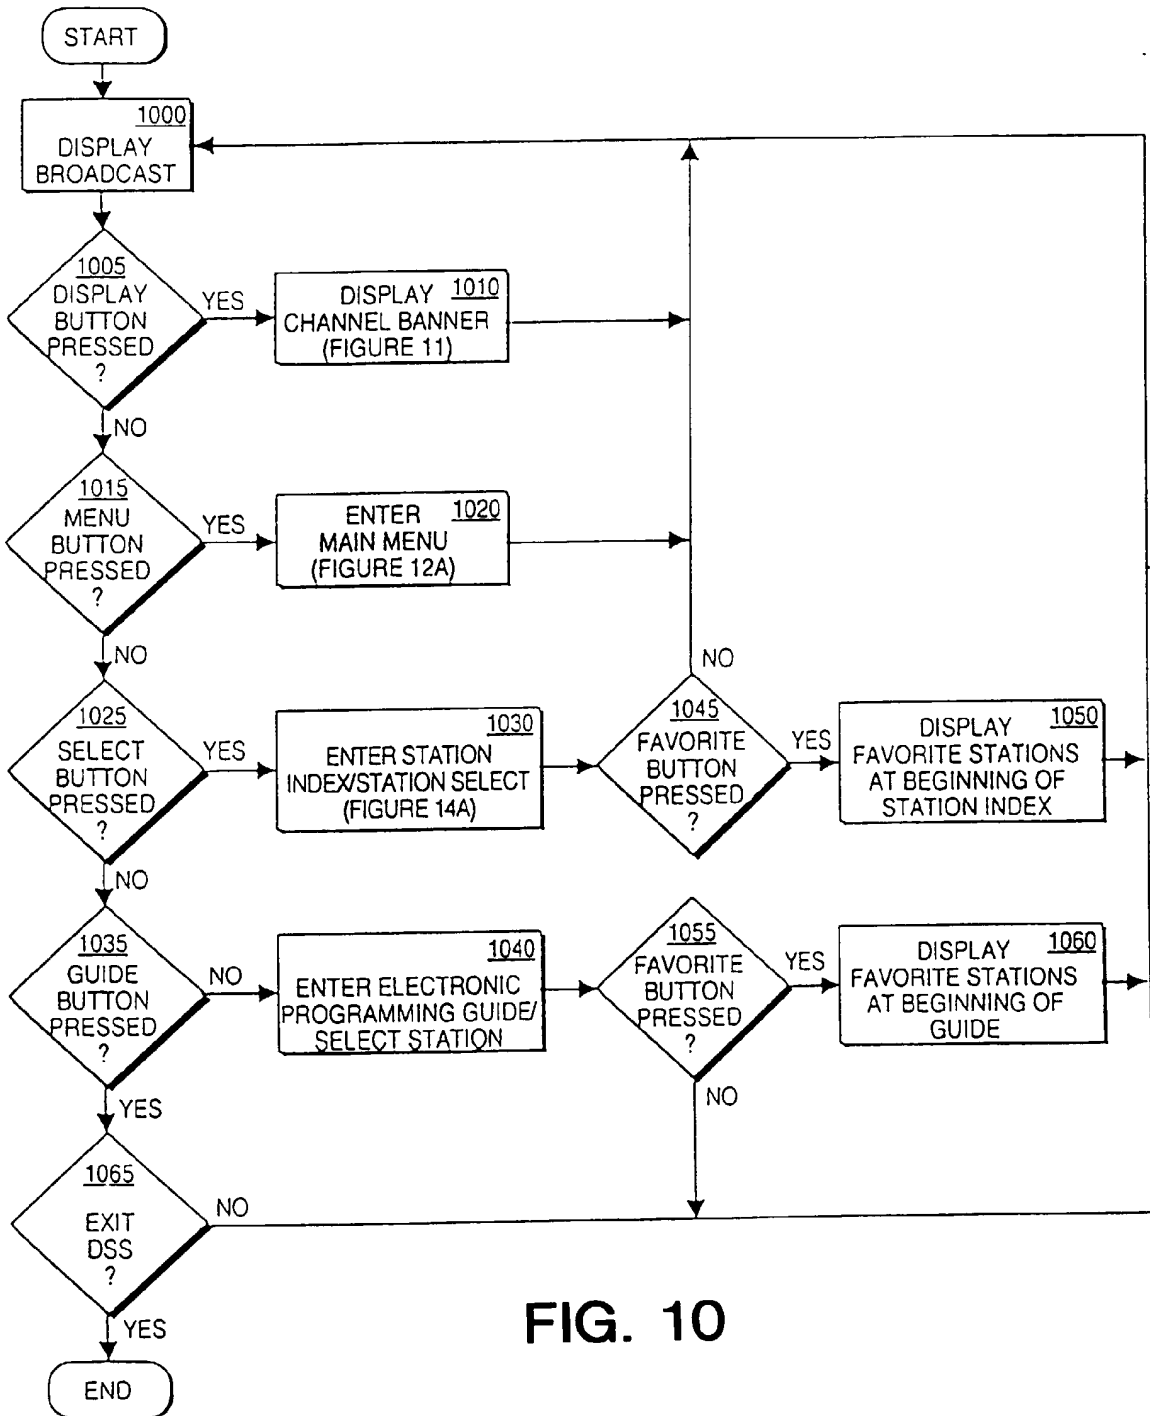 START
1000
DISPLAY
BROADCAST
1005
DISPLAY
BUTTON
PRESSED
?
YES
DISPLAY 1010
CHANNEL BANNER
(FIGURE 11)
NO
1015
MENU
BUTTON
PRESSED
?
YES
ENTER 1020
MAIN MENU
(FIGURE 12A)
NO
1025
SELECT
BUTTON
PRESSED
?
YES
1030
ENTER STATION
INDEX/STATION SELECT
(FIGURE 14A)
NO
1045
FAVORITE
BUTTON
PRESSED
?
YES
DISPLAY 1050
FAVORITE STATIONS
AT BEGINNING OF
STATION INDEX
NO
1035
GUIDE
BUTTON
PRESSED
?
NO
1040
ENTER ELECTRONIC
PROGRAMMING GUIDE/
SELECT STATION
1055
FAVORITE
BUTTON
PRESSED
?
YES
DISPLAY 1060
FAVORITE STATIONS
AT BEGINNING OF
GUIDE
NO
YES
1065
EXIT
DSS
?
NO
YES
END
FIG. 10